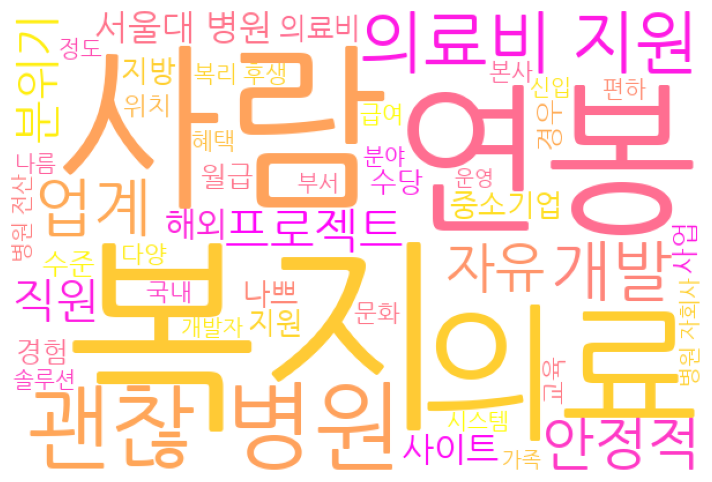 서울대 병원
의료비
의료비 지원
정도
분위기
지방
복리 후생
본사
신입
편하
사람
연봉
위치
혜택
급여
경우
나름
병원 전산
업계
월급
부서
분야
수당
운영
중소기업
해외
프로젝트
자유
개발
사업
수준
다양
직원
국내
나쁘
문화
복지
의료
개발자
지원
경험
솔루션
교육
병원 자회사
괜찮
병원
시스템
사이트
가족
안정적